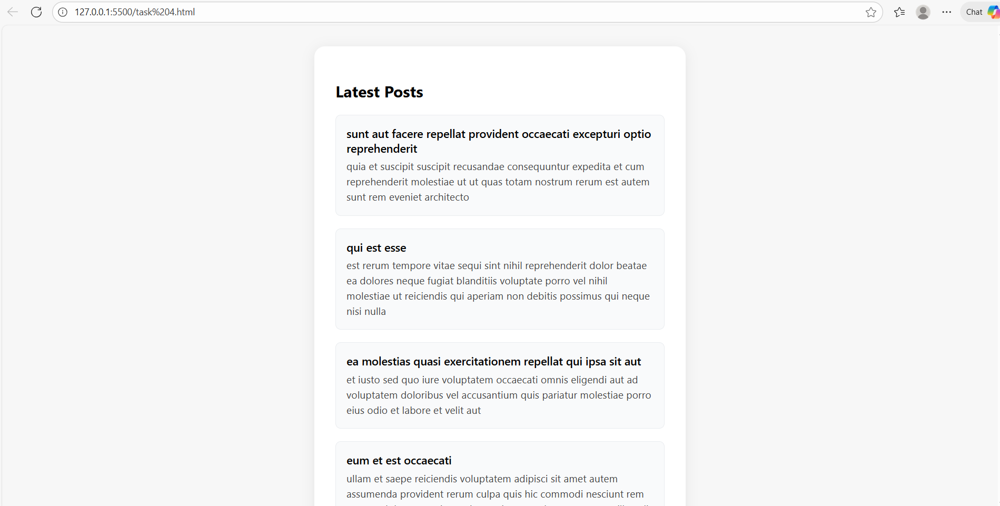 127.0.0.1:5500/task%204.html
Chat
Latest Posts
sunt aut facere repellat provident occaecati excepturi optio
reprehenderit
quia et suscipit suscipit recusandae consequuntur expedita et cum
reprehenderit molestiae ut ut quas totam nostrum rerum est autem
sunt rem eveniet architecto
qui est esse
est rerum tempore vitae sequi sint nihil reprehenderit dolor beatae
ea dolores neque fugiat blanditiis voluptate porro vel nihil
molestiae ut reiciendis qui aperiam non debitis possimus qui neque
nisi nulla
ea molestias quasi exercitationem repellat qui ipsa sit aut
et iusto sed quo iure voluptatem occaecati omnis eligendi aut ad
voluptatem doloribus vel accusantium quis pariatur molestiae porro
eius odio et labore et velit aut
eum et est occaecati
ullam et saepe reiciendis voluptatem adipisci sit amet autem
assumenda provident rerum culpa quis hic commodi nesciunt rem